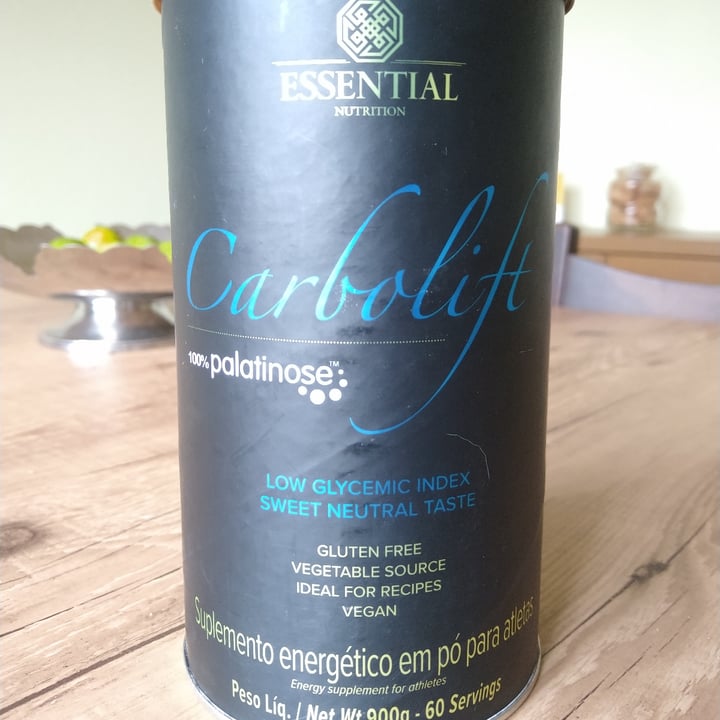 ESSENTIAL
NUTRITION
Carbolift
100% palatinose™
LOW GLYCEMIC INDEX
SWEET NEUTRAL TASTE
GLUTEN FREE
VEGETABLE SOURCE
IDEAL FOR RECIPES
VEGAN
Suplemento energético em pó para atletas
Energy supplement for athletes
Peso Líq. / Net Wt 900g - 60 Servings